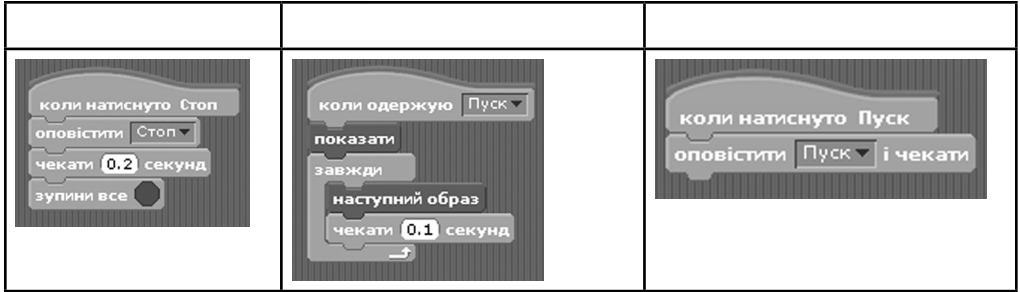 коли натиснуто Стоп
оповістити Стоп
чекати 0.2 секунд
зупини все
коли одержую Пуск
показати
завжди
наступний образ
чекати 0.1 секунд
коли натиснуто Пуск
оповістити Пуск і чекати